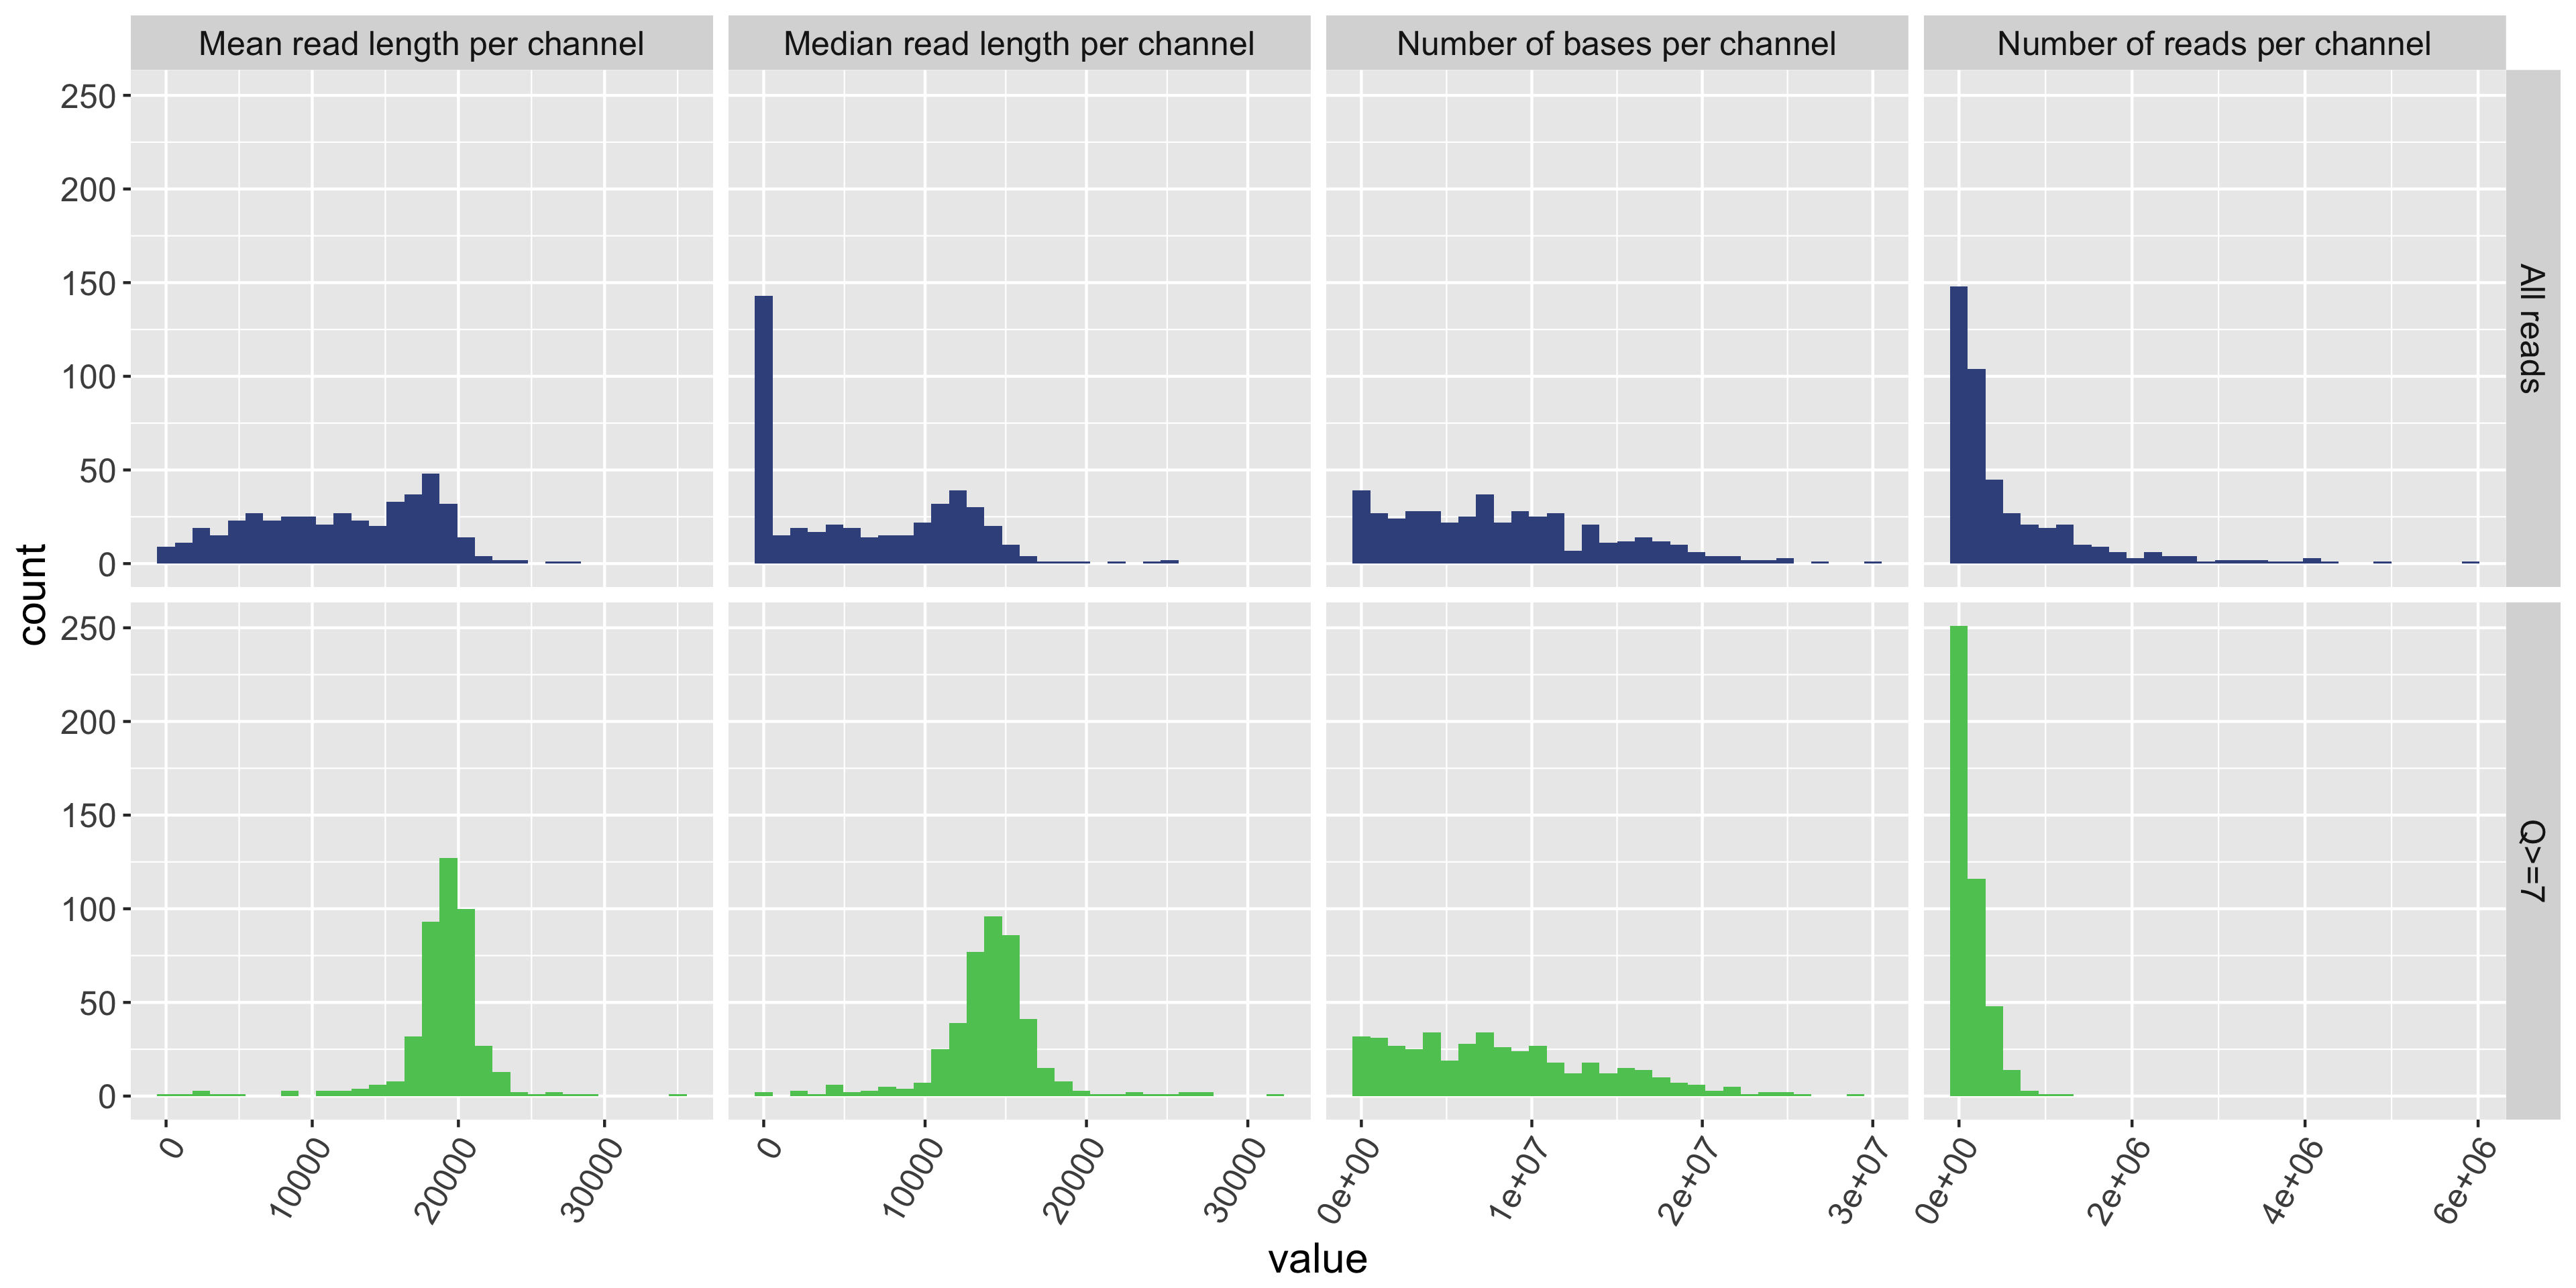 Mean read length per channel
Median read length per channel
Number of bases per channel
Number of reads per channel
250
200
150
100
50
0
All reads
250
200
150
100
50
0
Q>=7
count
0
10000
20000
30000
0
10000
20000
30000
0e+00
1e+07
2e+07
3e+07
0e+00
2e+06
4e+06
6e+06
value